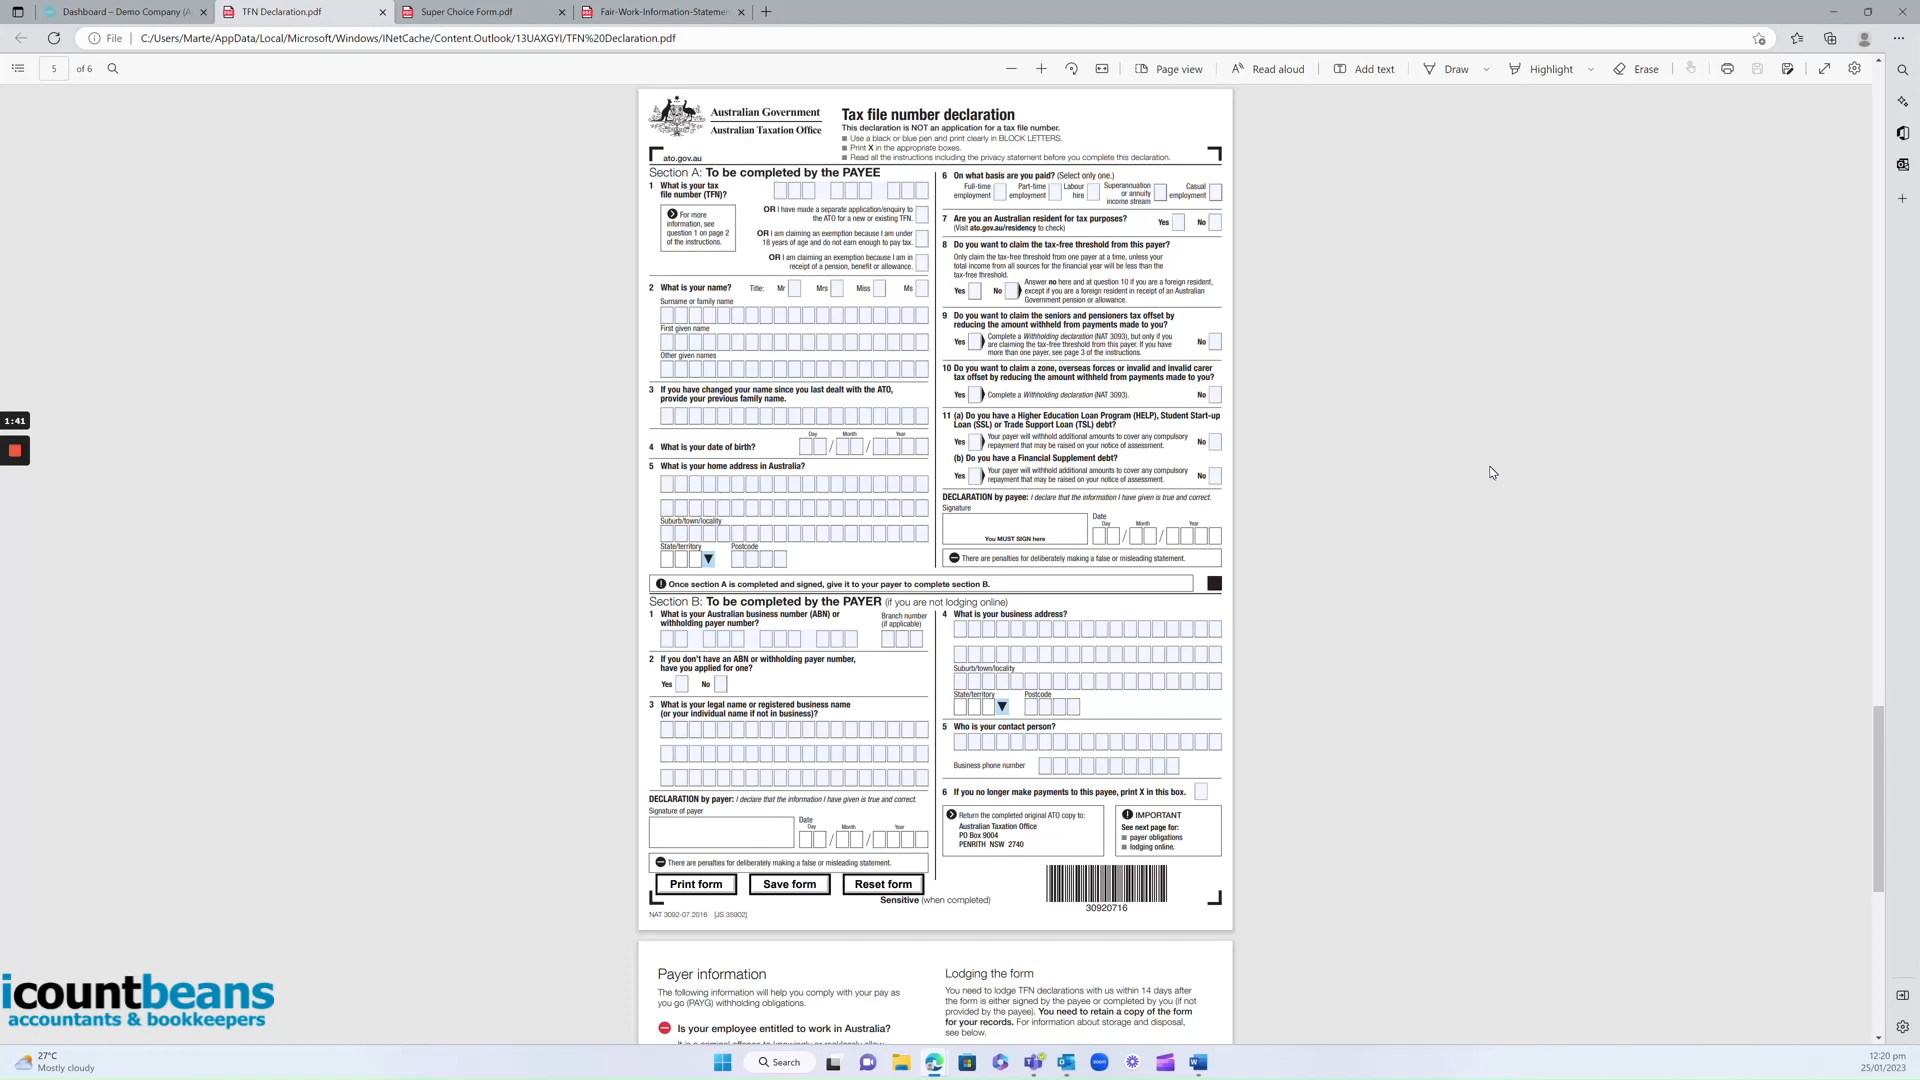 Dashboard – Demo Company (A
TFN Declaration.pdf
Super Choice Form.pdf
Fair-Work-Information-Statemen
File
C:/Users/Marte/AppData/Local/Microsoft/Windows/INetCache/Content.Outlook/13UAXGYI/TFN%20Declaration.pdf
5 of 6
Page view
Read aloud
Add text
Draw
Highlight
Erase
Australian Government
Australian Taxation Office
ato.gov.au
Tax file number declaration
This declaration is NOT an application for a tax file number.
Use a black or blue pen and print clearly in BLOCK LETTERS.
Print X in the appropriate boxes.
Read all the instructions including the privacy statement before you complete this declaration.
Section A: To be completed by the PAYEE
1 What is your tax
file number (TFN)?
For more
information, see
question 1 on page 2
of the instructions.
OR I have made a separate application/enquiry to
the ATO for a new or existing TFN.
OR I am claiming an exemption because I am under
18 years of age and do not earn enough to pay tax.
OR I am claiming an exemption because I am in
receipt of a pension, benefit or allowance.
2 What is your name? Title: Mr Mrs Miss Ms
Surname or family name
First given name
Other given names
3 If you have changed your name since you last dealt with the ATO,
provide your previous family name.
Day Month Year
4 What is your date of birth? / /
5 What is your home address in Australia?
Suburb/town/locality
State/territory Postcode
6 On what basis are you paid? (Select only one.)
Full-time
employment
Part-time
employment
Labour
hire
Superannuation
or annuity
income stream
Casual
employment
7 Are you an Australian resident for tax purposes? Yes No
(Visit ato.gov.au/residency to check)
8 Do you want to claim the tax-free threshold from this payer?
Only claim the tax-free threshold from one payer at a time, unless your
total income from all sources for the financial year will be less than the
tax-free threshold.
Yes No
Answer no here and at question 10 if you are a foreign resident,
except if you are a foreign resident in receipt of an Australian
Government pension or allowance.
9 Do you want to claim the seniors and pensioners tax offset by
reducing the amount withheld from payments made to you?
Yes
Complete a Withholding declaration (NAT 3093), but only if you
are claiming the tax-free threshold from this payer. If you have
more than one payer, see page 3 of the instructions.
No
10 Do you want to claim a zone, overseas forces or invalid and invalid carer
tax offset by reducing the amount withheld from payments made to you?
Yes Complete a Withholding declaration (NAT 3093). No
11 (a) Do you have a Higher Education Loan Program (HELP), Student Start-up
Loan (SSL) or Trade Support Loan (TSL) debt?
Yes
Your payer will withhold additional amounts to cover any compulsory
repayment that may be raised on your notice of assessment.
No
(b) Do you have a Financial Supplement debt?
Yes
Your payer will withhold additional amounts to cover any compulsory
repayment that may be raised on your notice of assessment.
No
DECLARATION by payee: I declare that the information I have given is true and correct.
Signature
You MUST SIGN here
Date
Day Month Year
/ /
There are penalties for deliberately making a false or misleading statement.
Once section A is completed and signed, give it to your payer to complete section B.
Section B: To be completed by the PAYER (if you are not lodging online)
1 What is your Australian business number (ABN) or
withholding payer number?
Branch number
(if applicable)
2 If you don't have an ABN or withholding payer number,
have you applied for one?
Yes No
3 What is your legal name or registered business name
(or your individual name if not in business)?
DECLARATION by payer: I declare that the information I have given is true and correct.
Signature of payer
Date
Day Month Year
/ /
There are penalties for deliberately making a false or misleading statement.
Print form
Save form
Reset form
4 What is your business address?
Suburb/town/locality
State/territory Postcode
5 Who is your contact person?
Business phone number
6 If you no longer make payments to this payee, print X in this box.
Return the completed original ATO copy to:
Australian Taxation Office
PO Box 9004
PENRITH NSW 2740
IMPORTANT
See next page for:
payer obligations
lodging online.
Sensitive (when completed)
30920716
NAT 3092-07.2016 [JS 35902]
Payer information
The following information will help you comply with your pay as
you go (PAYG) withholding obligations.
Is your employee entitled to work in Australia?
It is a criminal offence to knowingly or recklessly allow
Lodging the form
You need to lodge TFN declarations with us within 14 days after
the form is either signed by the payee or completed by you (if not
provided by the payee). You need to retain a copy of the form
for your records. For information about storage and disposal,
see below.
1:41
icountbeans
accountants & bookkeepers
27°C
Mostly cloudy
Search
zoom
12:20 pm
25/01/2023